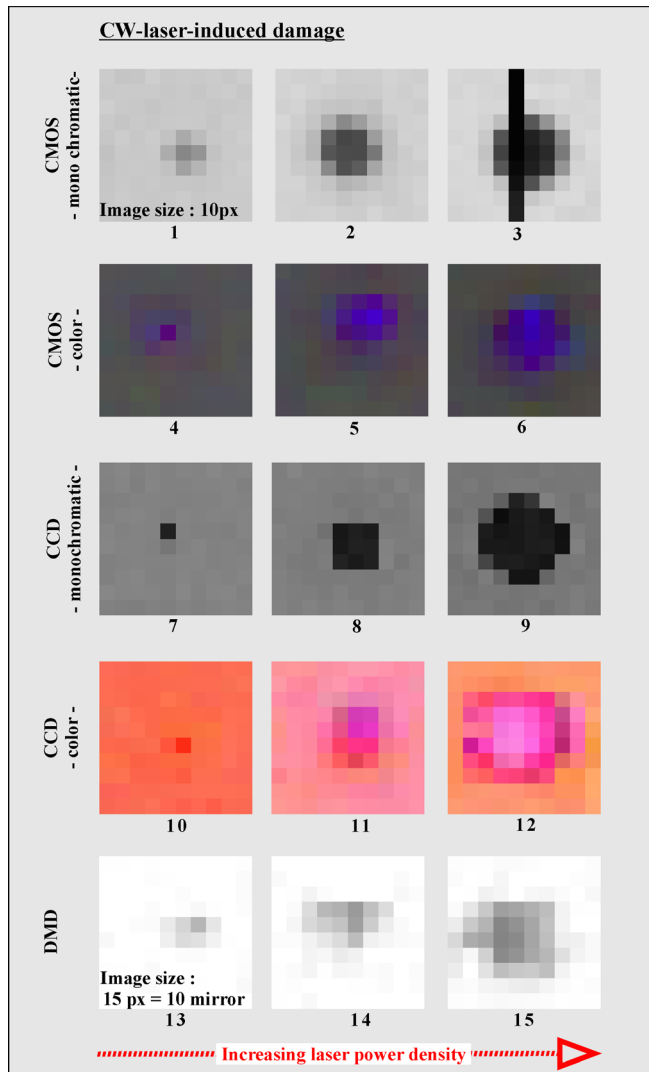 CW-laser-induced damage
CMOS
- mono chromatic-
Image size : 10px
1 2 3
CMOS
- color -
4 5 6
CCD
- monochromatic -
7 8 9
CCD
- color -
10 11 12
DMD
Image size :
15 px = 10 mirror
13 14 15
Increasing laser power density